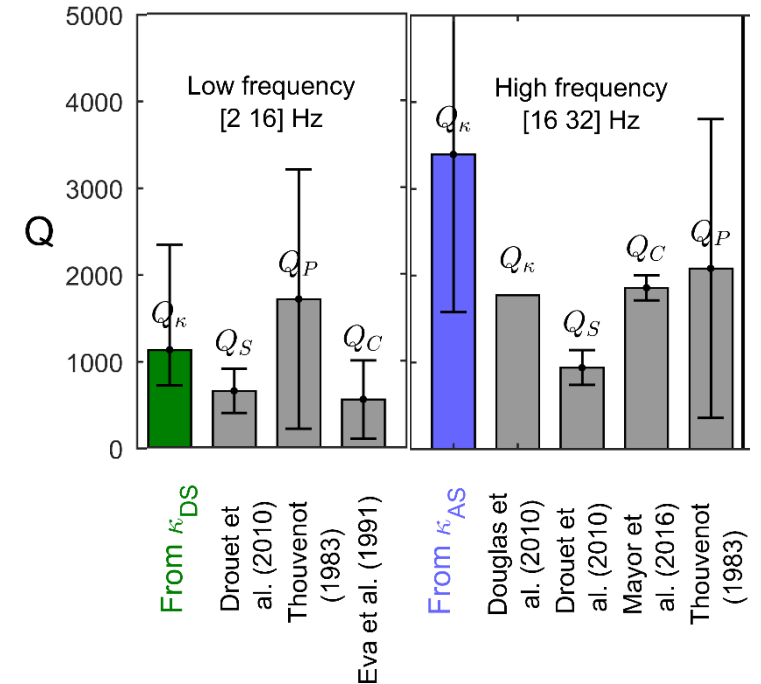 5000
4000
3000
2000
1000
0
Q
Low frequency
[2 16] Hz
Qκ
QS
QP
QC
High frequency
[16 32] Hz
Qκ
Qκ
QS
QC
QP
From κDS
Drouet et
al. (2010)
Thouvenot
(1983)
Eva et al. (1991)
From κAS
Douglas et
al. (2010)
Drouet et
al. (2010)
Mayor et
al. (2016)
Thouvenot
(1983)